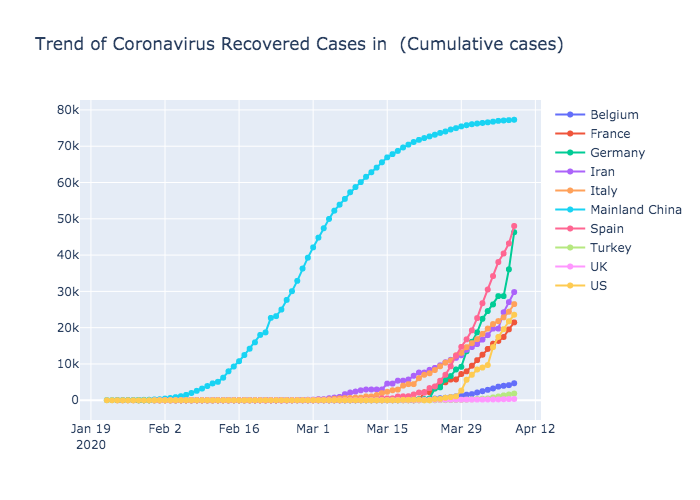 Trend of Coronavirus Recovered Cases in  (Cumulative cases)
80k
70k
60k
50k
40k
30k
20k
10k
0
Jan 19
2020
Feb 2
Feb 16
Mar 1
Mar 15
Mar 29
Apr 12
Belgium
France
Germany
Iran
Italy
Mainland China
Spain
Turkey
UK
US